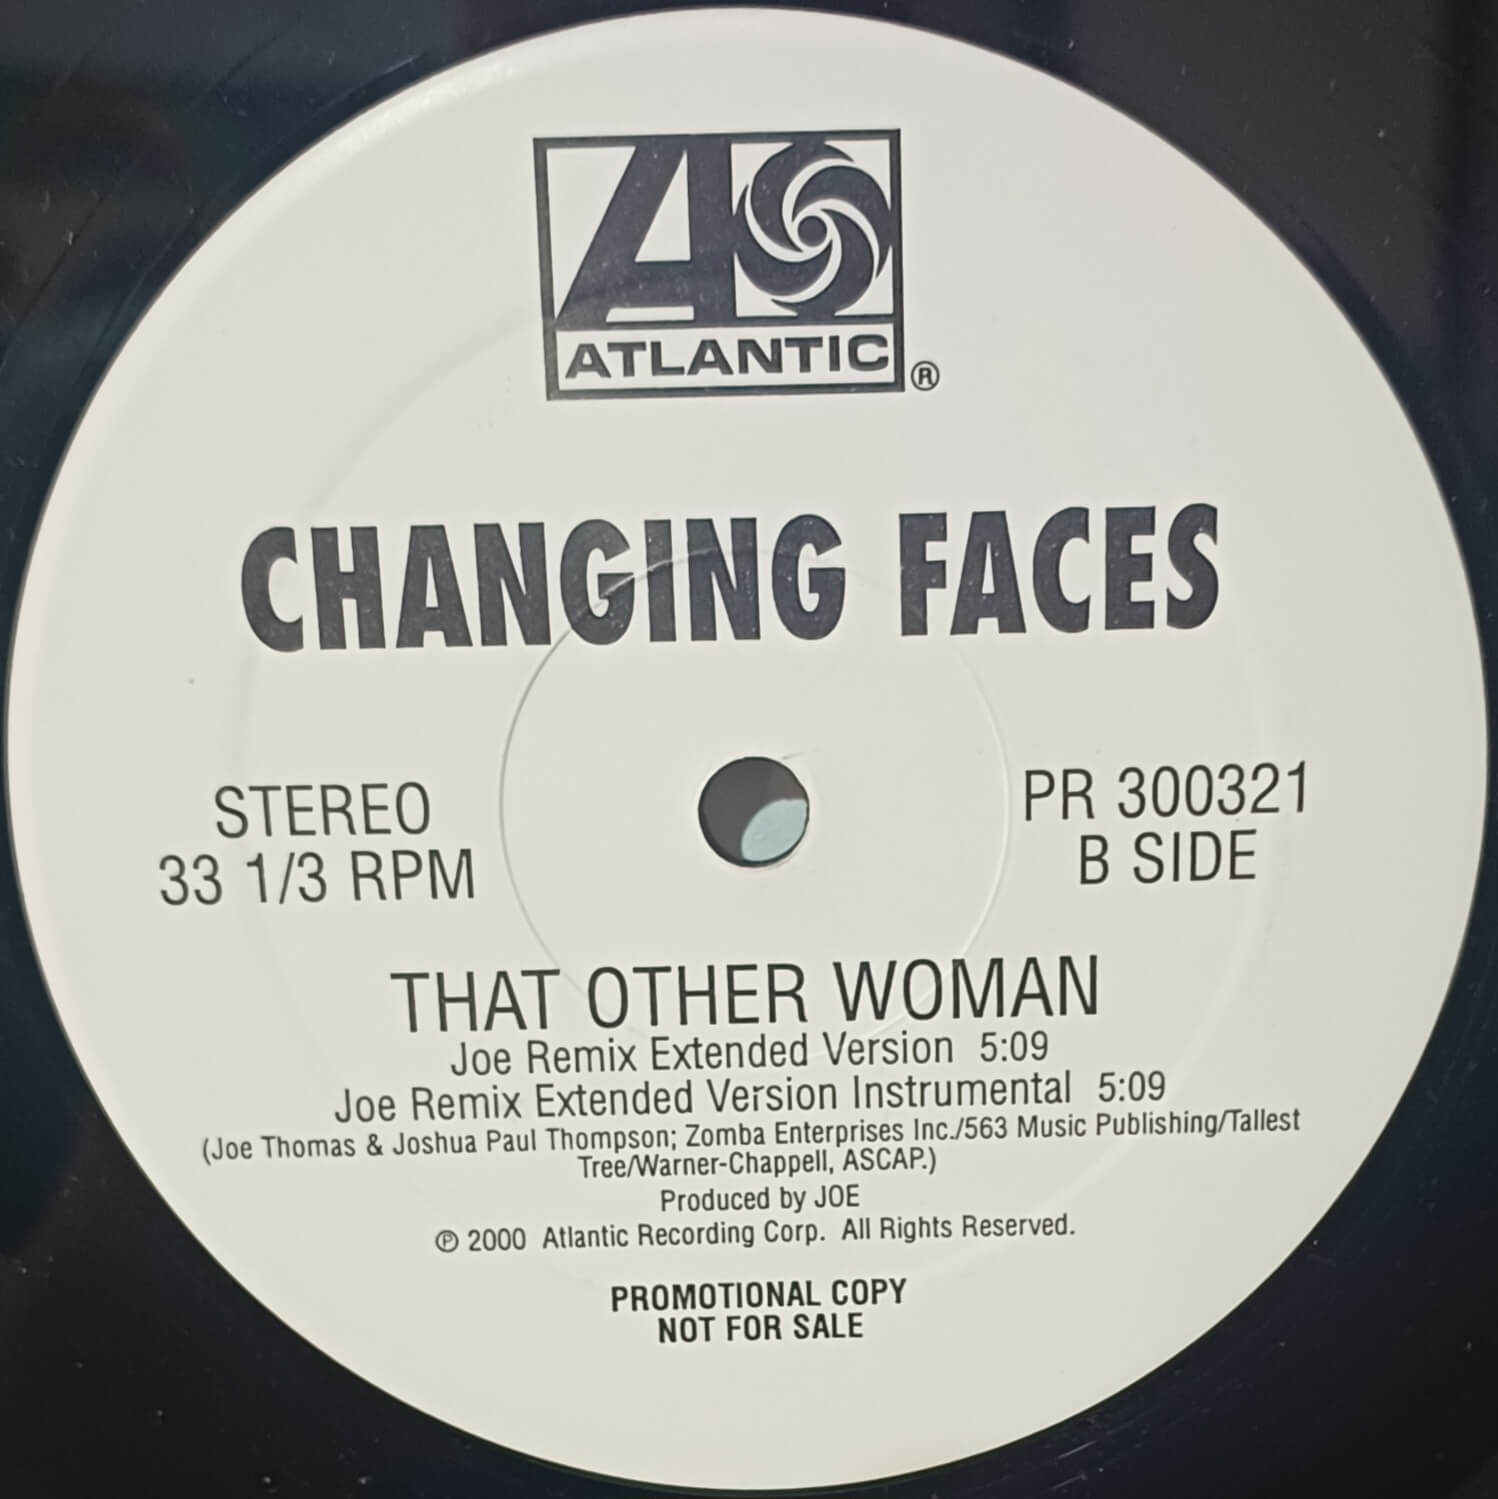 ATLANTIC ®
CHANGING FACES
STEREO
33 1/3 RPM
PR 300321
B SIDE
THAT OTHER WOMAN
Joe Remix Extended Version 5:09
Joe Remix Extended Version Instrumental 5:09
(Joe Thomas & Joshua Paul Thompson; Zomba Enterprises Inc./563 Music Publishing/Tallest
Tree/Warner-Chappell, ASCAP.)
Produced by JOE
℗ 2000 Atlantic Recording Corp. All Rights Reserved.
PROMOTIONAL COPY
NOT FOR SALE